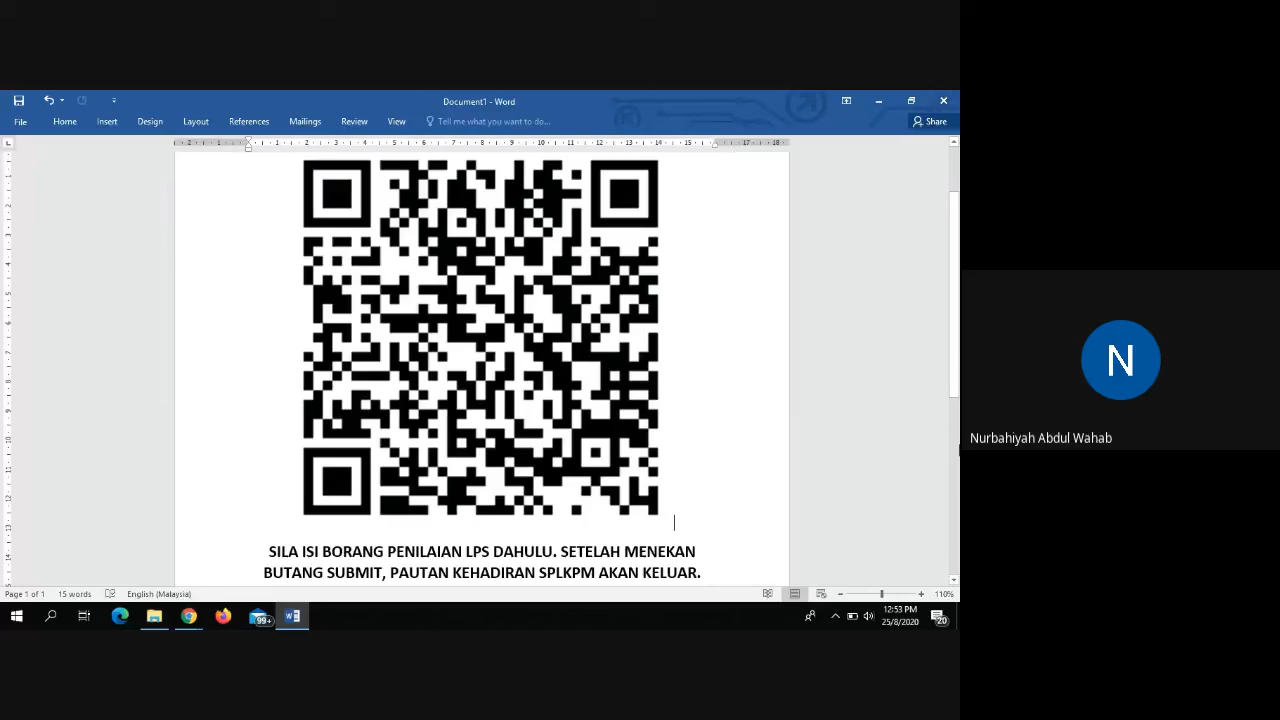 Document1 - Word
File Home Insert Design Layout References Mailings Review View Tell me what you want to do... Share
SILA ISI BORANG PENILAIAN LPS DAHULU. SETELAH MENEKAN
BUTANG SUBMIT, PAUTAN KEHADIRAN SPLKPM AKAN KELUAR.
Page 1 of 1 15 words English (Malaysia) 110%
99+
12:53 PM
25/8/2020
20
N
Nurbahiyah Abdul Wahab